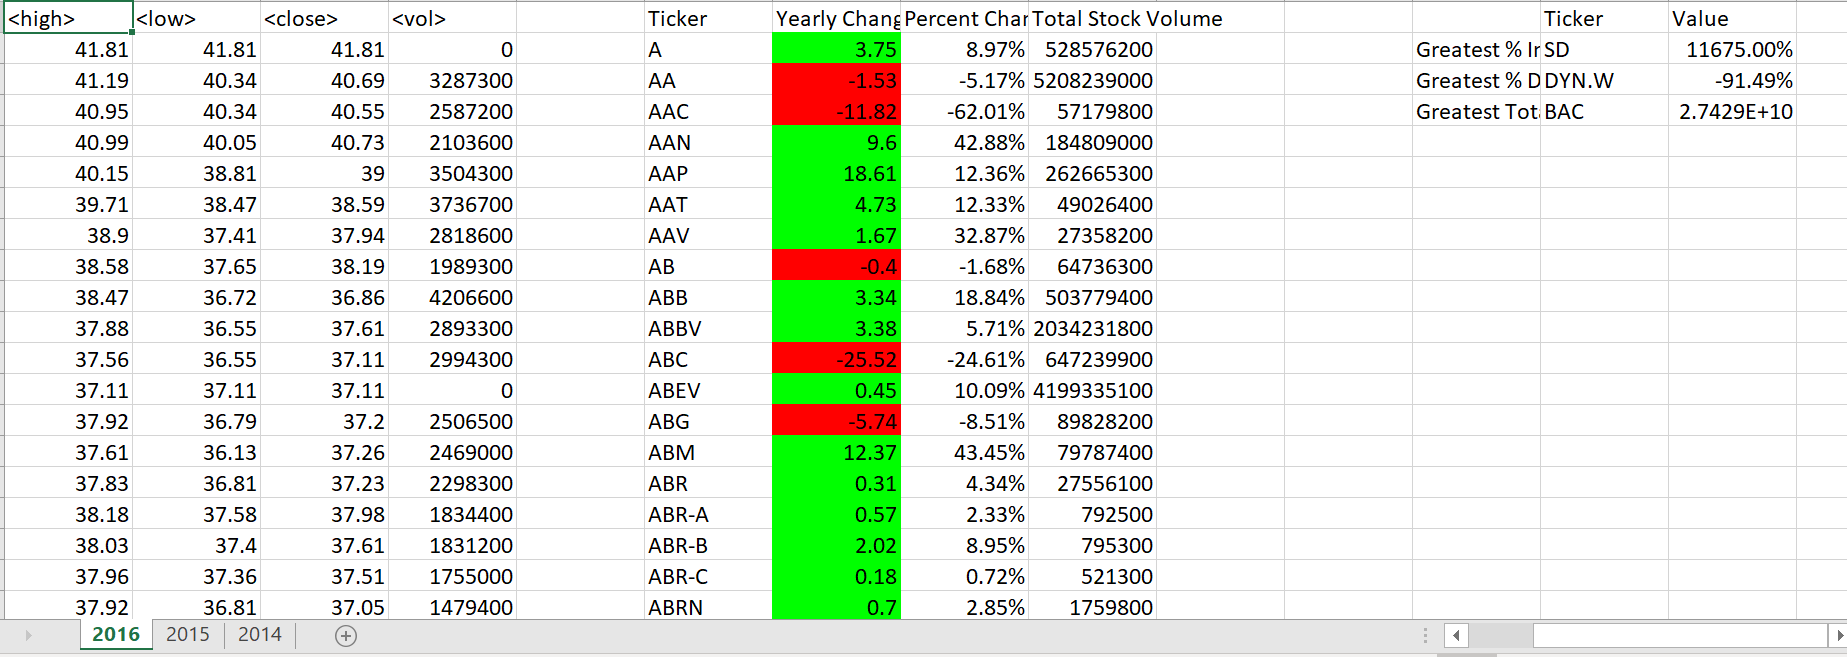 <high> <low> <close> <vol> Ticker Yearly Chang Percent Char Total Stock Volume Ticker Value
41.81 41.81 41.81 0 A 3.75 8.97% 528576200 Greatest % Ir SD 11675.00%
41.19 40.34 40.69 3287300 AA -1.53 -5.17% 5208239000 Greatest % D DYN.W -91.49%
40.95 40.34 40.55 2587200 AAC -11.82 -62.01% 57179800 Greatest Tot BAC 2.7429E+10
40.99 40.05 40.73 2103600 AAN 9.6 42.88% 184809000
40.15 38.81 39 3504300 AAP 18.61 12.36% 262665300
39.71 38.47 38.59 3736700 AAT 4.73 12.33% 49026400
38.9 37.41 37.94 2818600 AAV 1.67 32.87% 27358200
38.58 37.65 38.19 1989300 AB -0.4 -1.68% 64736300
38.47 36.72 36.86 4206600 ABB 3.34 18.84% 503779400
37.88 36.55 37.61 2893300 ABBV 3.38 5.71% 2034231800
37.56 36.55 37.11 2994300 ABC -25.52 -24.61% 647239900
37.11 37.11 37.11 0 ABEV 0.45 10.09% 4199335100
37.92 36.79 37.2 2506500 ABG -5.74 -8.51% 89828200
37.61 36.13 37.26 2469000 ABM 12.37 43.45% 79787400
37.83 36.81 37.23 2298300 ABR 0.31 4.34% 27556100
38.18 37.58 37.98 1834400 ABR-A 0.57 2.33% 792500
38.03 37.4 37.61 1831200 ABR-B 2.02 8.95% 795300
37.96 37.36 37.51 1755000 ABR-C 0.18 0.72% 521300
37.92 36.81 37.05 1479400 ABRN 0.7 2.85% 1759800
2016 2015 2014